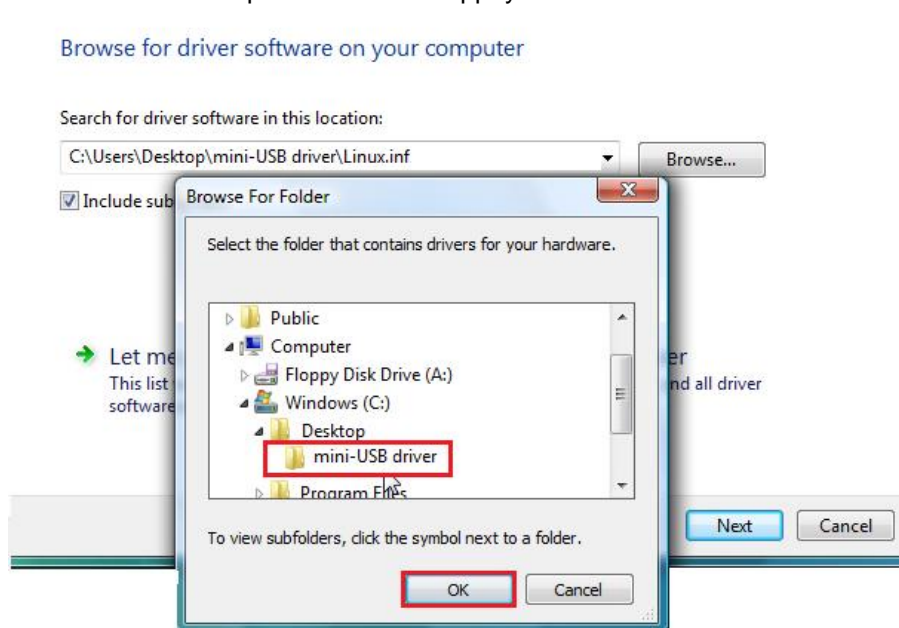 Browse for driver software on your computer
Search for driver software in this location:
C:\Users\Desktop\mini-USB driver\Linux.inf
Browse...
Include sub
Browse For Folder
Select the folder that contains drivers for your hardware.
Public
Computer
Floppy Disk Drive (A:)
Windows (C:)
Desktop
mini-USB driver
Program Files
Let me er
This list nd all driver
software
To view subfolders, click the symbol next to a folder.
OK Cancel
Next Cancel